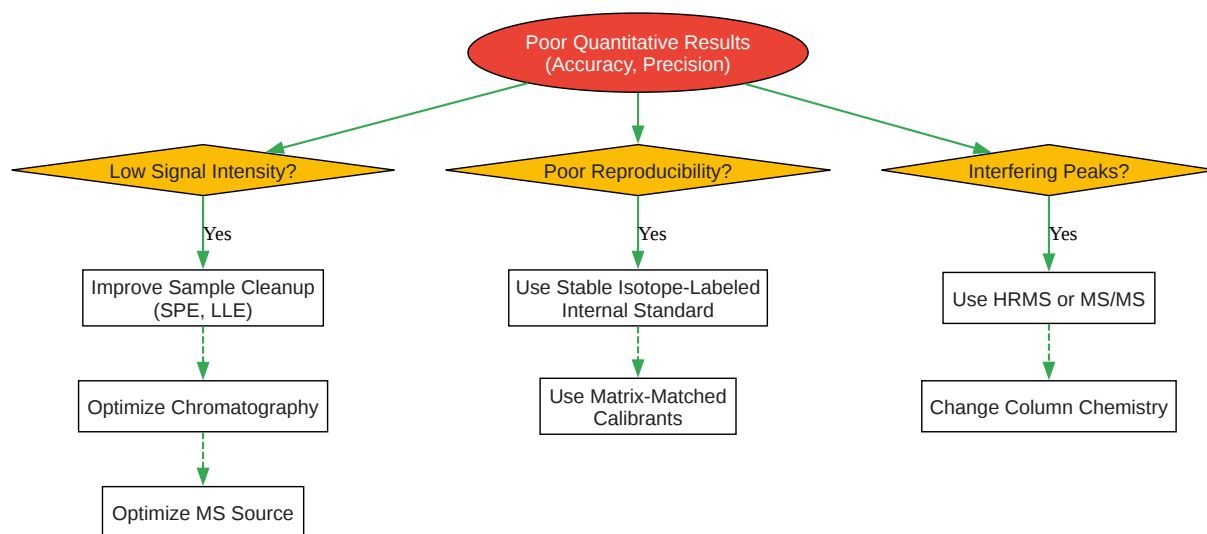 Poor Quantitative Results
(Accuracy, Precision)
Low Signal Intensity?
Poor Reproducibility?
Interfering Peaks?
Yes
Yes
Yes
Improve Sample Cleanup
(SPE, LLE)
Use Stable Isotope-Labeled
Internal Standard
Use HRMS or MS/MS
Optimize Chromatography
Use Matrix-Matched
Calibrants
Change Column Chemistry
Optimize MS Source